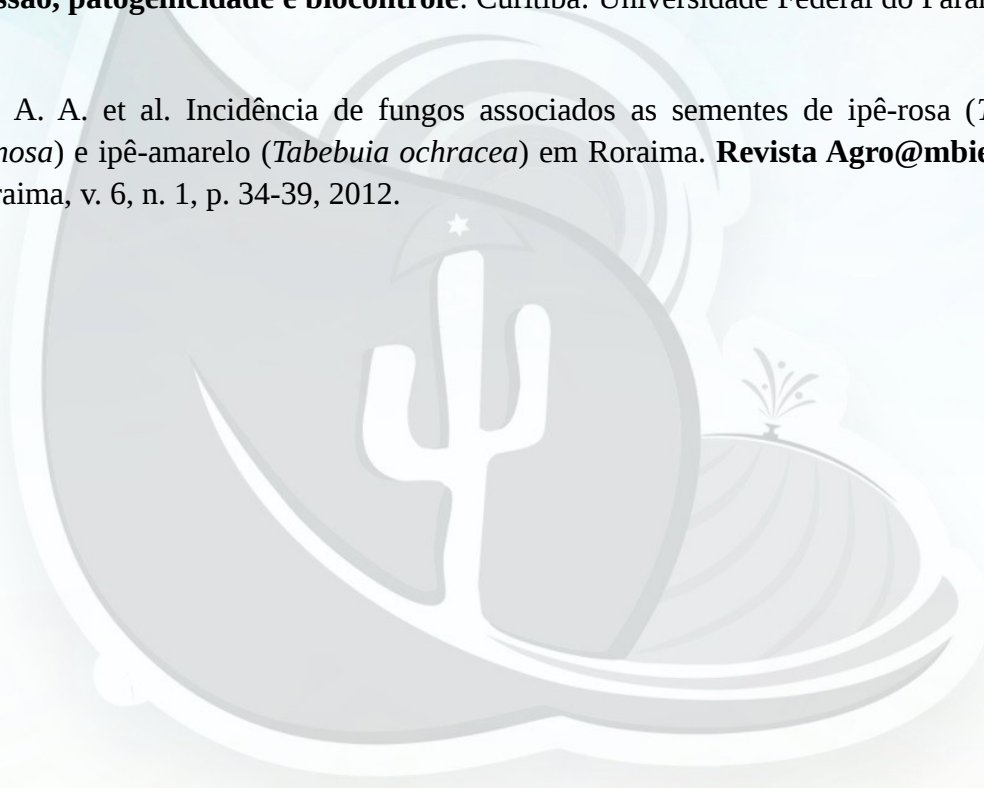 ssão, patogenicidade e biocontrole. Curitiba: Universidade Federal do Paran
A. A. et al. Incidência de fungos associados as sementes de ipê-rosa (T
nosa) e ipê-amarelo (Tabebuia ochracea) em Roraima. Revista Agro@mbie
raima, v. 6, n. 1, p. 34-39, 2012.